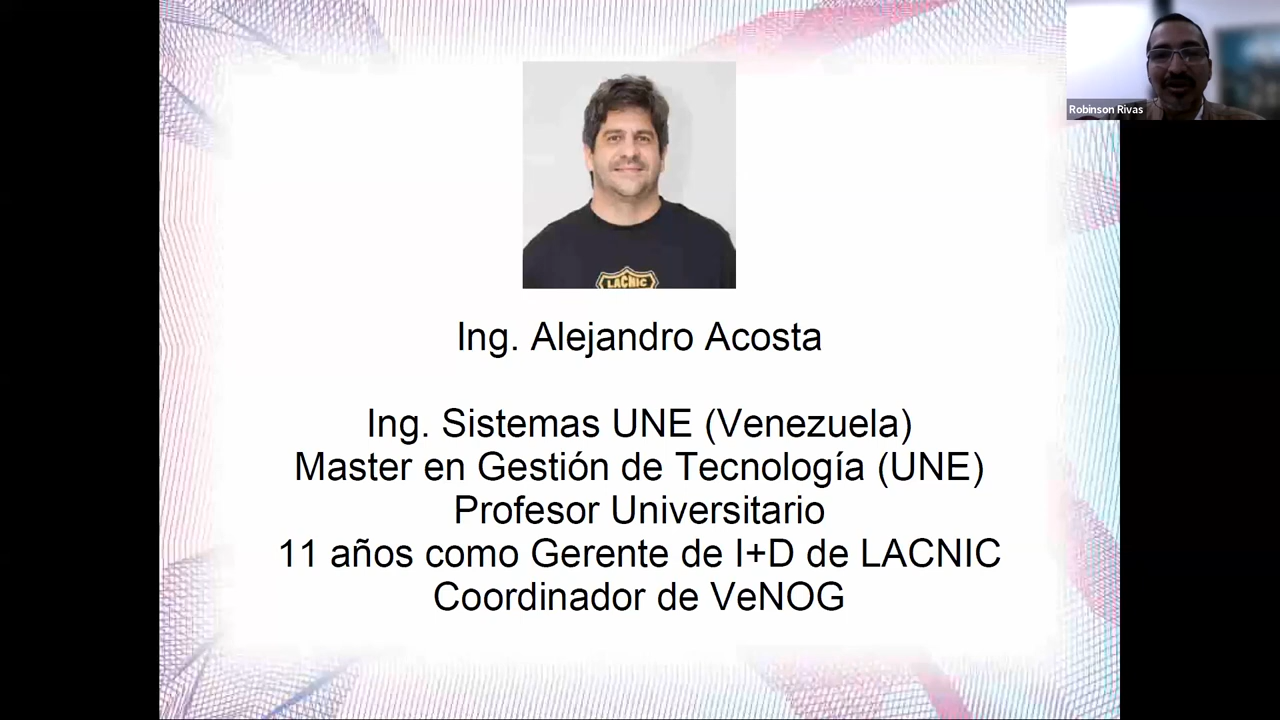 Robinson Rivas
LACNIC
Ing. Alejandro Acosta
Ing. Sistemas UNE (Venezuela)
Master en Gestión de Tecnología (UNE)
Profesor Universitario
11 años como Gerente de I+D de LACNIC
Coordinador de VeNOG